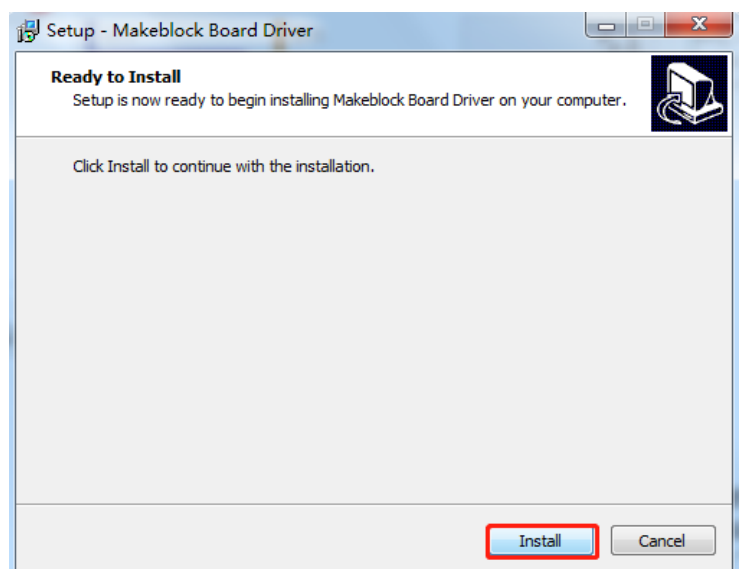 Setup - Makeblock Board Driver
Ready to Install
Setup is now ready to begin installing Makeblock Board Driver on your computer.
Click Install to continue with the installation.
Install
Cancel